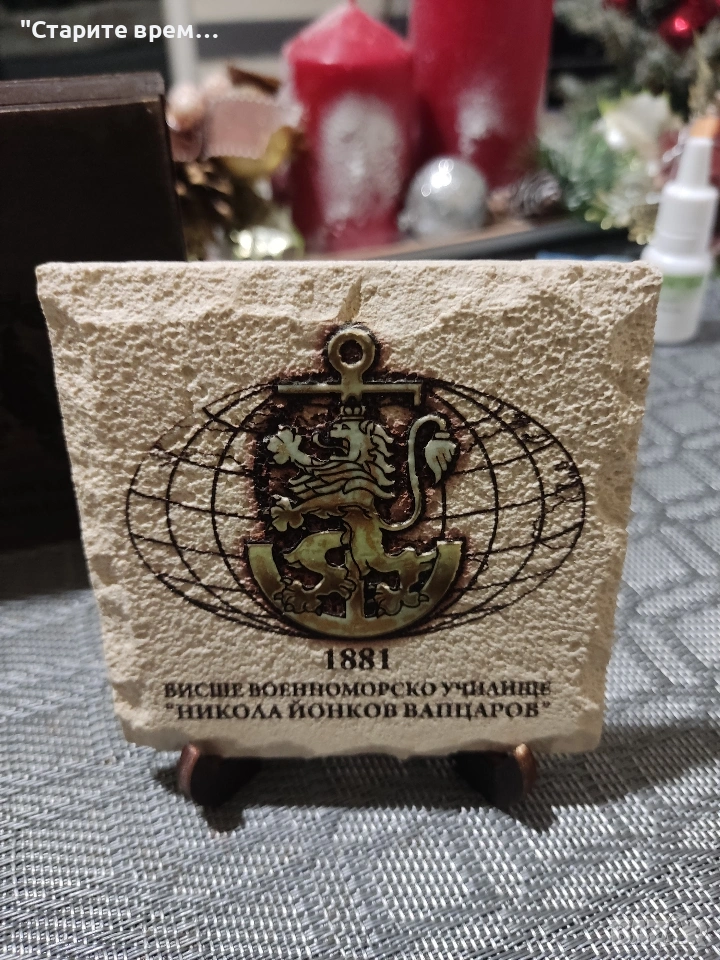 "Старите врем...
1881
ВИСШЕ ВОЕННОМОРСКО УЧИЛИЩЕ
"НИКОЛА ЙОНКОВ ВАПЦАРОВ"